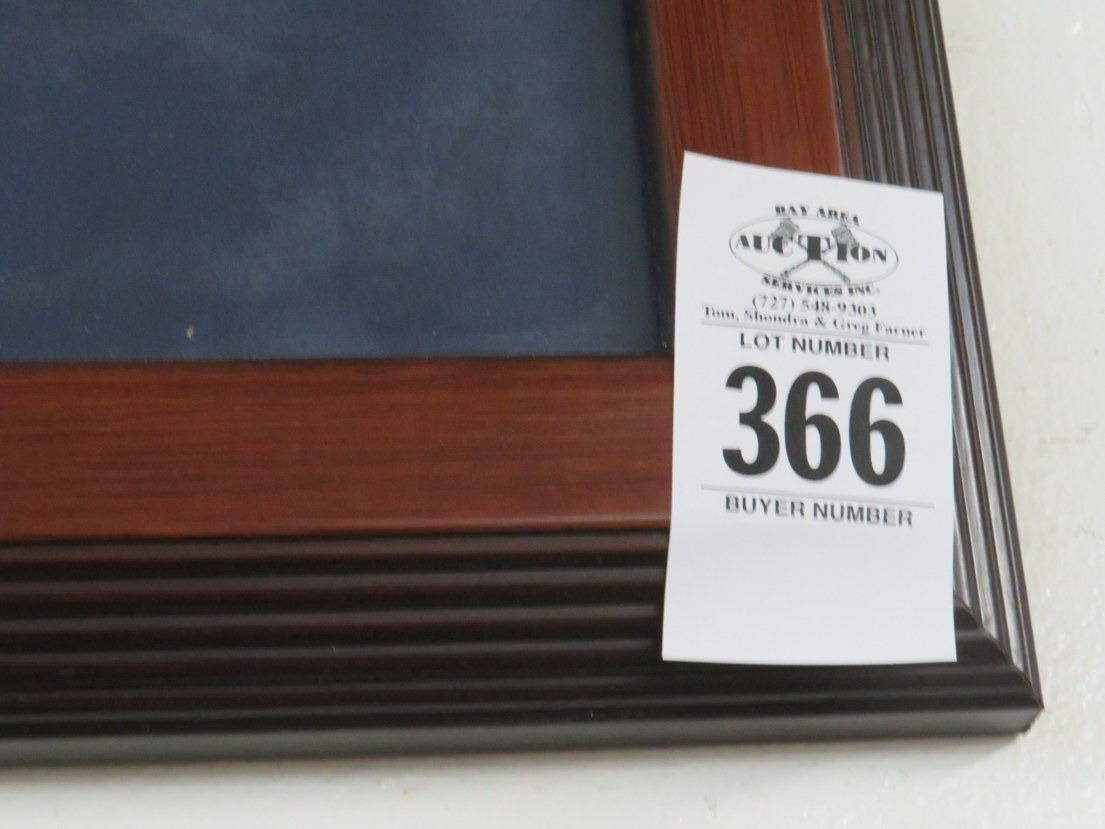 BAY AREA
AUCTION
SERVICES INC.
(727) 548-9303
Tom, Shondra & Greg Farner
LOT NUMBER
366
BUYER NUMBER